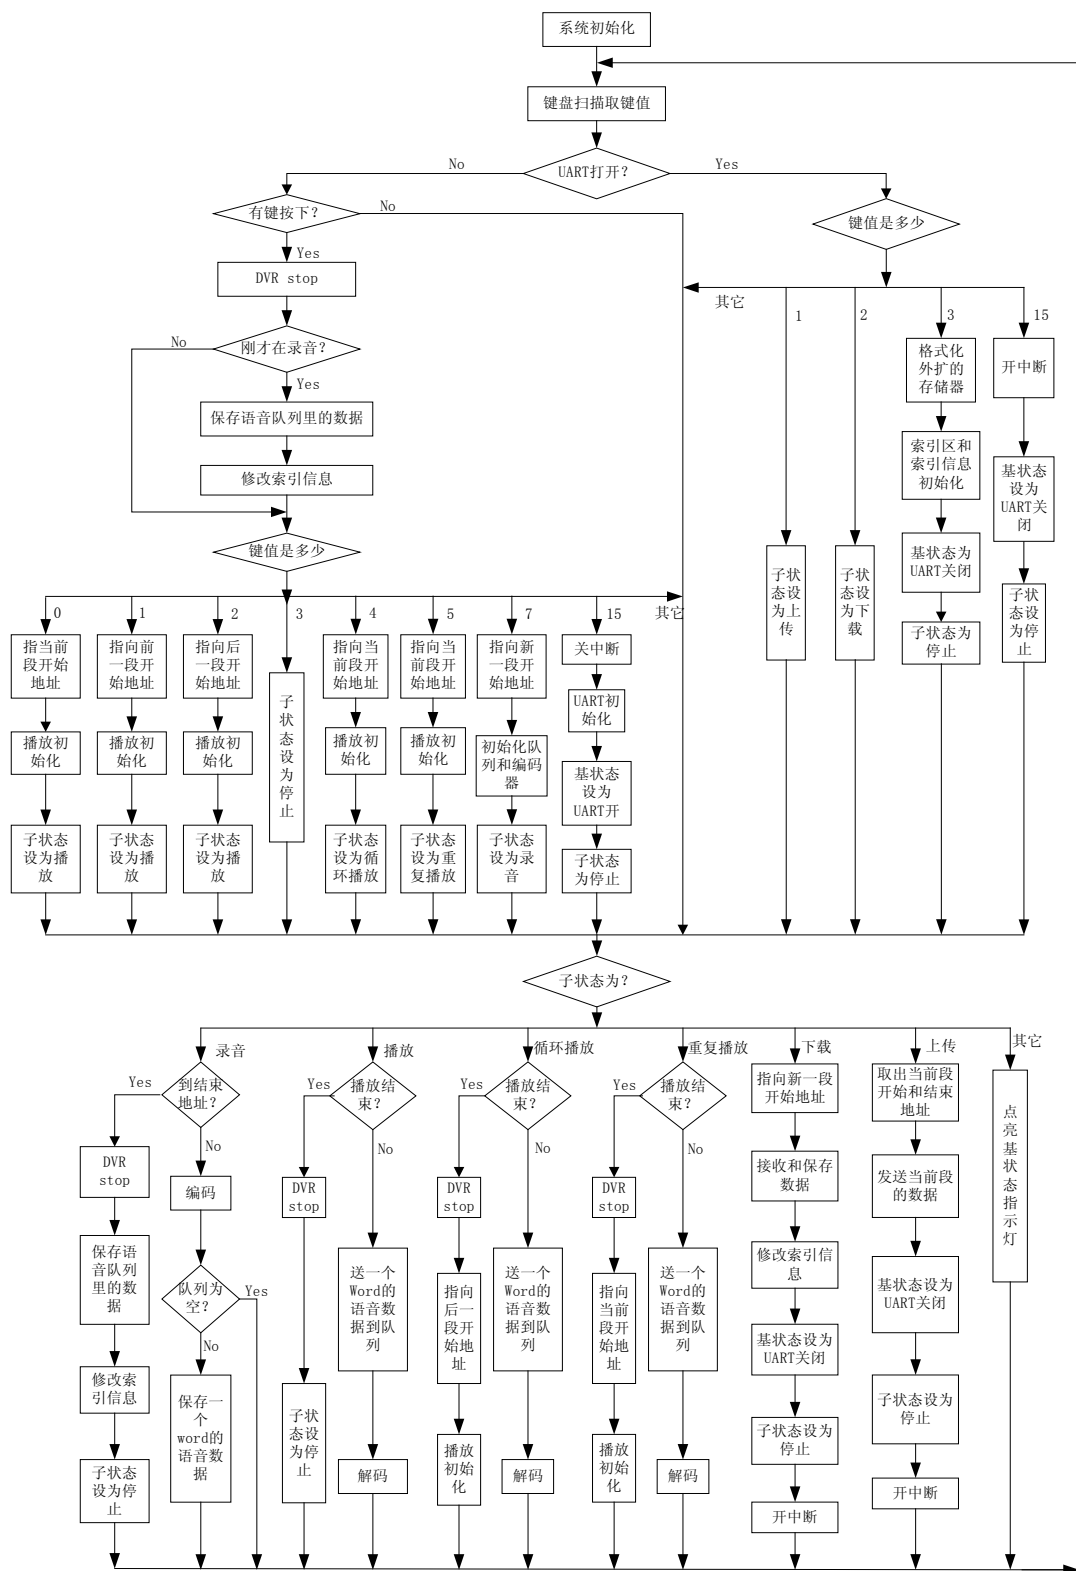 系统初始化
键盘扫描取键值
UART打开?
No
Yes
有键按下?
No
键值是多少
Yes
DVR stop
其它
1
2
3
15
刚才在录音?
No
Yes
格式化
外扩的
存储器
开中断
保存语音队列里的数据
索引区和
索引信息
初始化
基状态
设为
UART关
闭
修改索引信息
键值是多少
基状态为
UART关闭
子状
态设
为上
传
子状
态设
为下
载
子状
态设
为停
止
子状态为
停止
0
1
2
3
4
5
7
15
其它
指当前
段开始
地址
指向前
一段开
始地址
指向后
一段开
始地址
子
状
态
设
为
停
止
指向当
前段开
始地址
指向当
前段开
始地址
指向新
一段开
始地址
关中断
UART初
始化
播放初
始化
播放初
始化
播放初
始化
播放初
始化
播放初
始化
初始化队
列和编码
器
基状态
设为
UART开
子状态
设为播
放
子状态
设为播
放
子状态
设为播
放
子状态
设为循
环播放
子状态
设为重
复播放
子状态
设为录
音
子状态
为停止
子状态为?
录音
播放
循环播放
重复播放
下载
上传
其它
Yes
到结束
地址?
No
Yes
播放结
束?
No
Yes
播放结
束?
No
Yes
播放结
束?
No
指向新一段
开始地址
取出当前段
开始和结束
地址
点
亮
基
状
态
指
示
灯
DVR
stop
编码
DVR
stop
DVR
stop
DVR
stop
接收和保存
数据
发送当前段
的数据
保存语
音队列
里的数
据
队列为
空?
Yes
No
送一个
Word的
语音数
据到队
列
指向
后一
段开
始地
址
送一个
Word的
语音数
据到队
列
指向
当前
段开
始地
址
送一个
Word的
语音数
据到队
列
修改索引信
息
基状态设为
UART关闭
基状态设为
UART关闭
修改索
引信息
保存一
个
word的
语音数
据
子状
态设
为停
止
解码
播放
初始
化
解码
播放
初始
化
解码
子状态设为
停止
子状态设为
停止
子状态
设为停
止
开中断
开中断